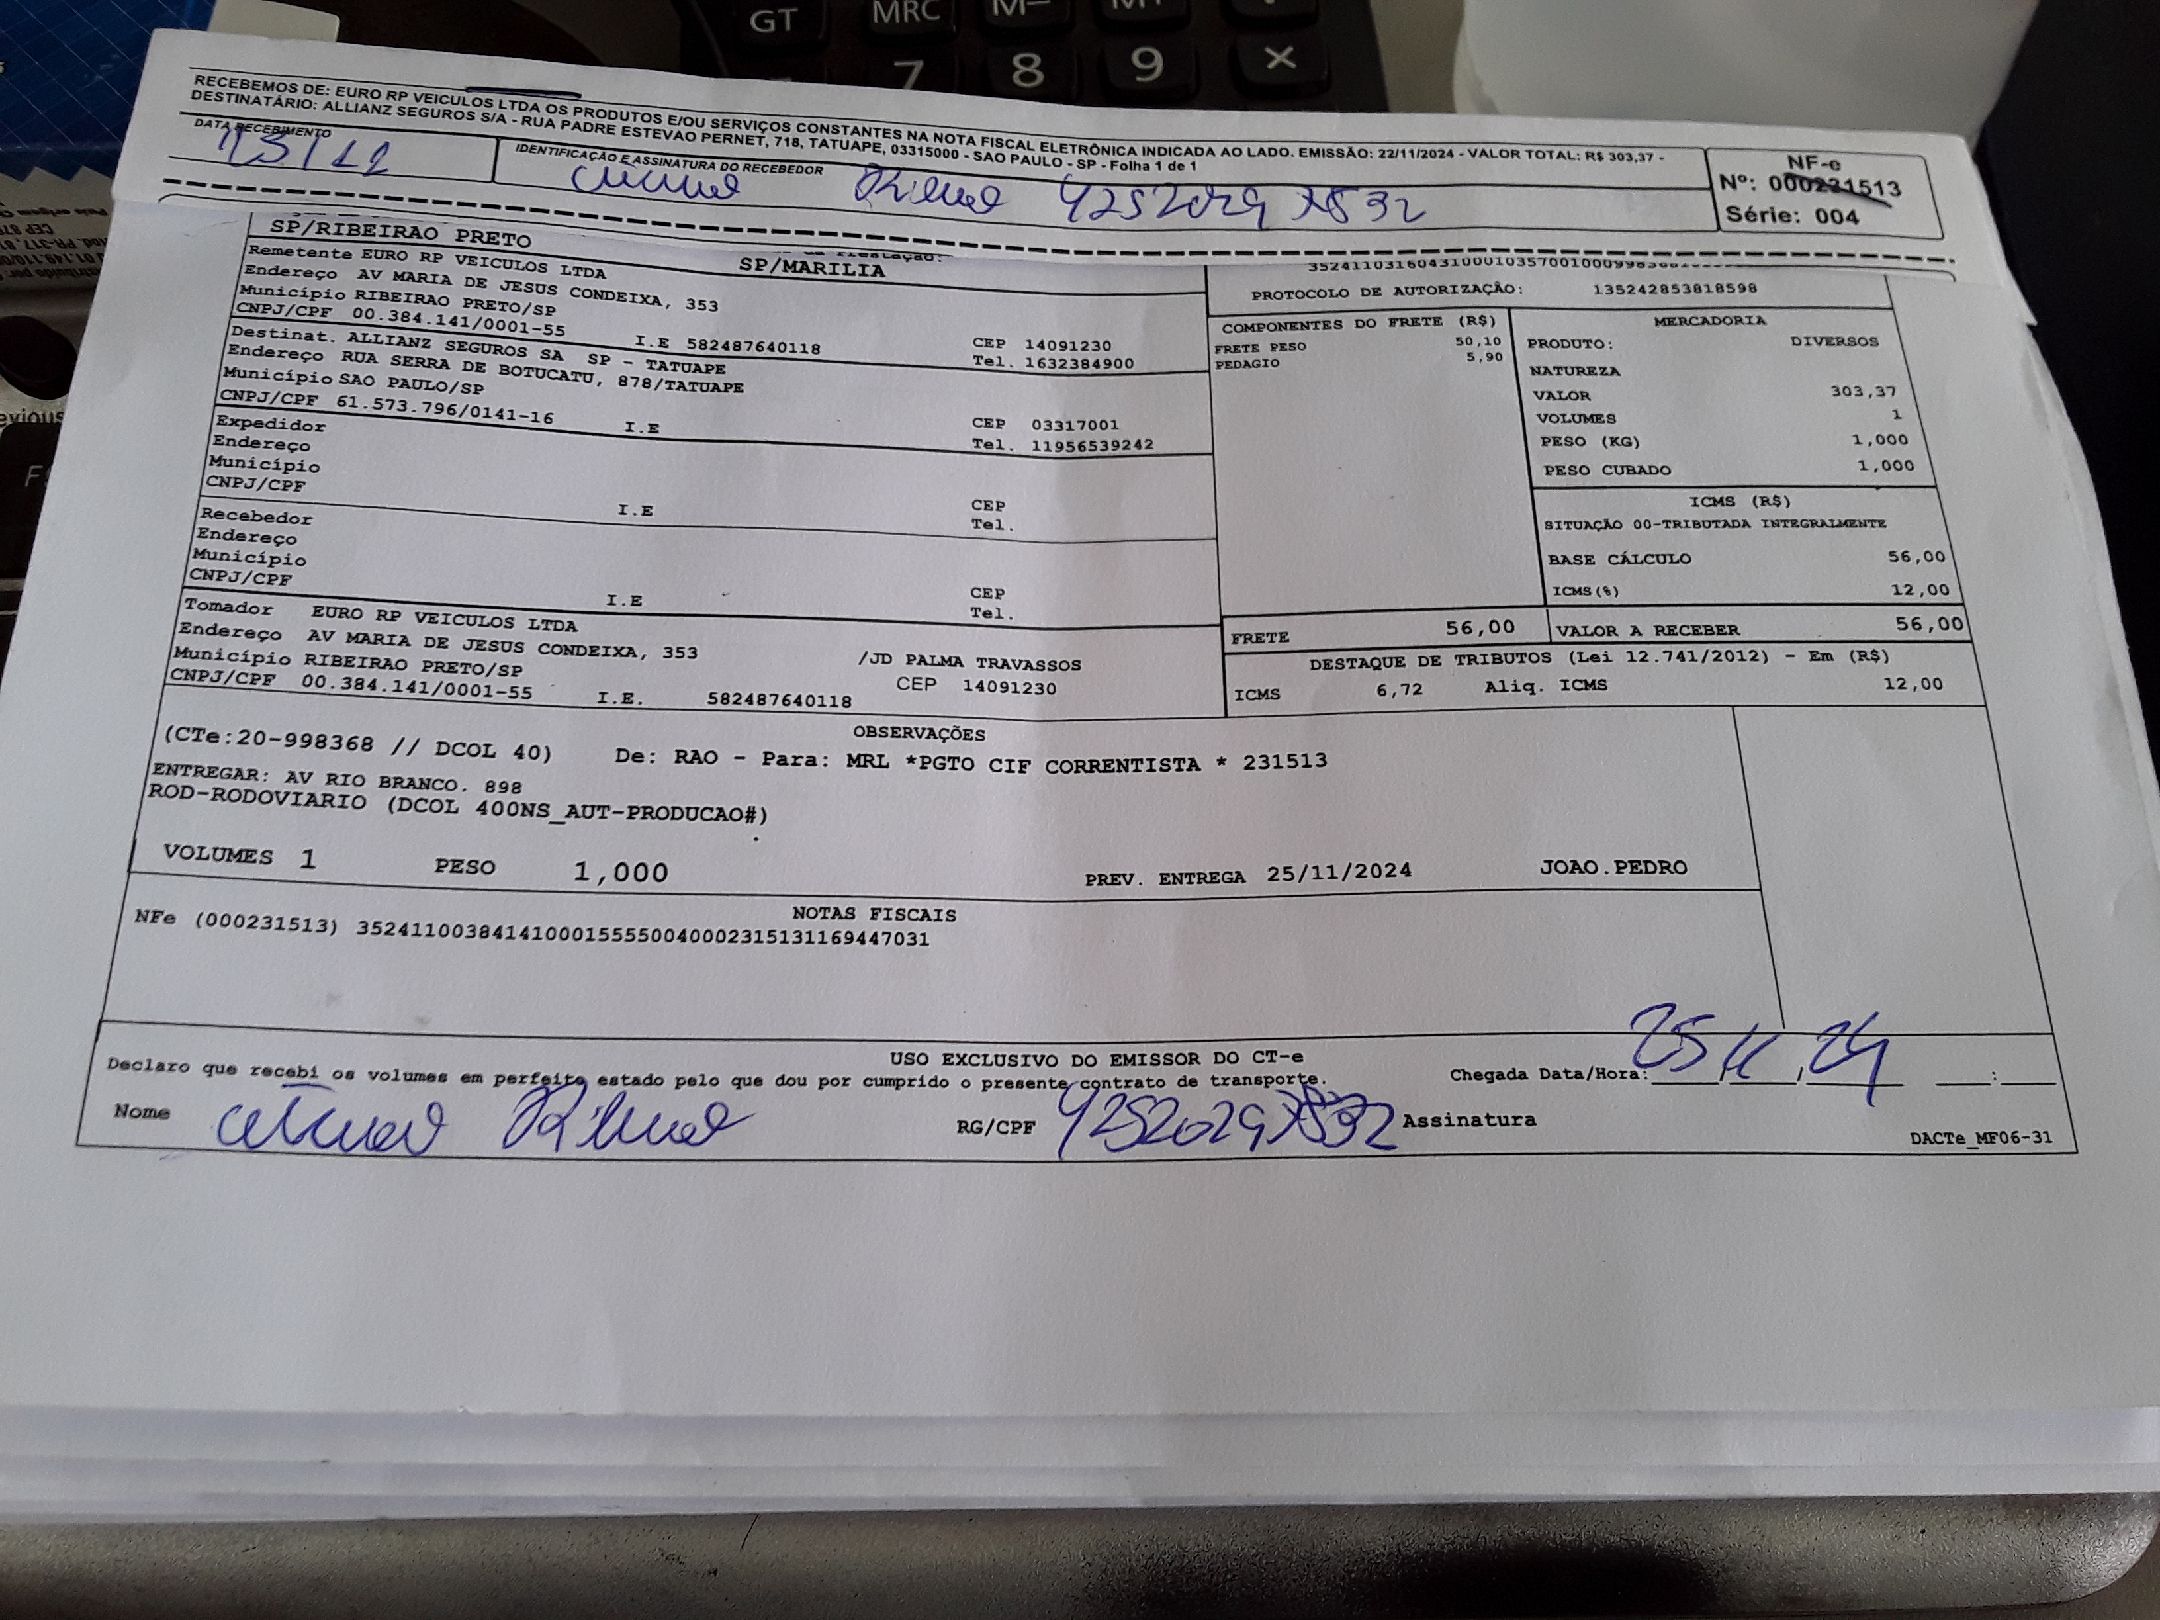 GT MRC
7 8 9 ×
RECEBEMOS DE: EURO RP VEICULOS LTDA OS PRODUTOS E/OU SERVIÇOS CONSTANTES NA NOTA FISCAL ELETRÔNICA INDICADA AO LADO. EMISSÃO: 22/11/2024 - VALOR TOTAL: R$ 303,37 -
DESTINATÁRIO: ALLIANZ SEGUROS S/A - RUA PADRE ESTEVAO PERNET, 718, TATUAPE, 03315000 - SAO PAULO - SP - Folha 1 de 1
DATA RECEBIMENTO
IDENTIFICAÇÃO E ASSINATURA DO RECEBEDOR
NF-e
Nº: 000231513
Série: 004
SP/RIBEIRAO PRETO
SP/MARILIA
Remetente EURO RP VEICULOS LTDA
Endereço AV MARIA DE JESUS CONDEIXA, 353
Município RIBEIRAO PRETO/SP
CNPJ/CPF 00.384.141/0001-55 I.E 582487640118
CEP 14091230
Tel. 1632384900
Destinat. ALLIANZ SEGUROS SA SP - TATUAPE
Endereço RUA SERRA DE BOTUCATU, 878/TATUAPE
Município SAO PAULO/SP
CNPJ/CPF 61.573.796/0141-16 I.E
CEP 03317001
Tel. 11956539242
Expedidor
Endereço
Município
CNPJ/CPF I.E
CEP
Tel.
Recebedor
Endereço
Município
CNPJ/CPF I.E
CEP
Tel.
Tomador EURO RP VEICULOS LTDA
Endereço AV MARIA DE JESUS CONDEIXA, 353 /JD PALMA TRAVASSOS
Município RIBEIRAO PRETO/SP CEP 14091230
CNPJ/CPF 00.384.141/0001-55 I.E. 582487640118
PROTOCOLO DE AUTORIZAÇÃO: 135242853818598
COMPONENTES DO FRETE (R$)
FRETE PESO 50,10
PEDAGIO 5,90
MERCADORIA
PRODUTO: DIVERSOS
NATUREZA
VALOR 303,37
VOLUMES 1
PESO (KG) 1,000
PESO CUBADO 1,000
ICMS (R$)
SITUAÇÃO 00-TRIBUTADA INTEGRALMENTE
BASE CÁLCULO 56,00
ICMS(%) 12,00
FRETE 56,00 VALOR A RECEBER 56,00
DESTAQUE DE TRIBUTOS (Lei 12.741/2012) - Em (R$)
ICMS 6,72 Aliq. ICMS 12,00
OBSERVAÇÕES
(CTe:20-998368 // DCOL 40) De: RAO - Para: MRL *PGTO CIF CORRENTISTA * 231513
ENTREGAR: AV RIO BRANCO. 898
ROD-RODOVIARIO (DCOL 400NS_AUT-PRODUCAO#)
VOLUMES 1 PESO 1,000 PREV. ENTREGA 25/11/2024 JOAO.PEDRO
NOTAS FISCAIS
NFe (000231513) 35241100384141000155550040002315131169447031
USO EXCLUSIVO DO EMISSOR DO CT-e
Declaro que recebi os volumes em perfeito estado pelo que dou por cumprido o presente contrato de transporte.
Chegada Data/Hora: 25 11 24 :
Nome
RG/CPF
Assinatura
DACTe_MF06-31